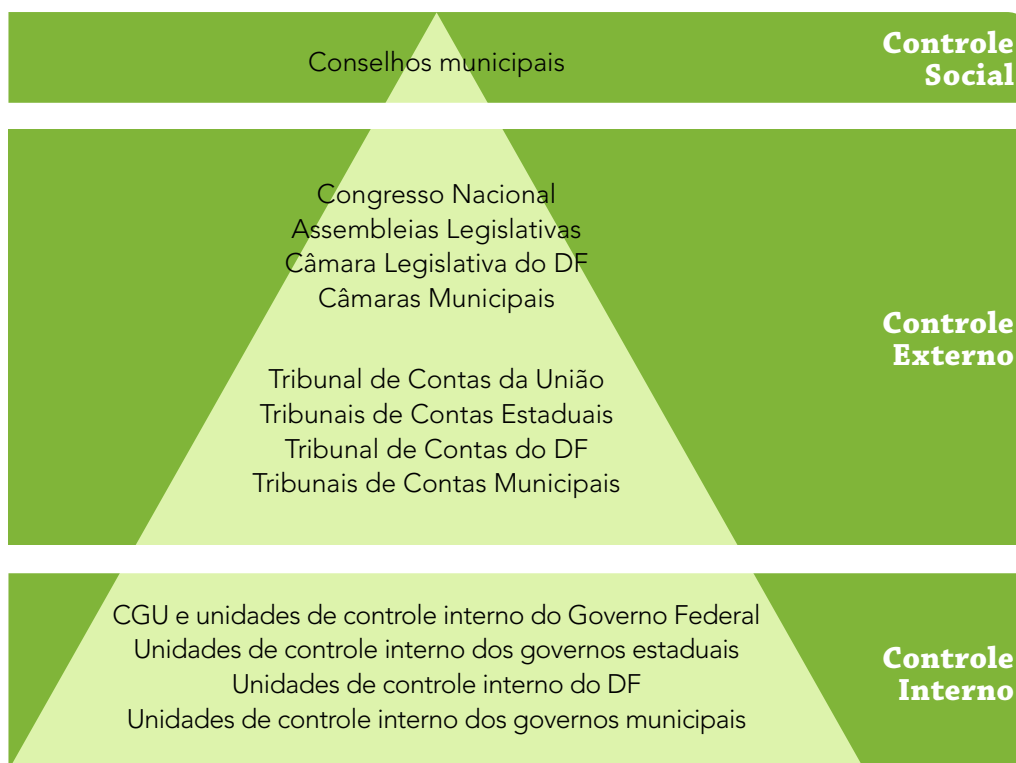 Conselhos municipais
Controle
Social
Congresso Nacional
Assembleias Legislativas
Câmara Legislativa do DF
Câmaras Municipais
Tribunal de Contas da União
Tribunais de Contas Estaduais
Tribunal de Contas do DF
Tribunais de Contas Municipais
Controle
Externo
CGU e unidades de controle interno do Governo Federal
Unidades de controle interno dos governos estaduais
Unidades de controle interno do DF
Unidades de controle interno dos governos municipais
Controle
Interno